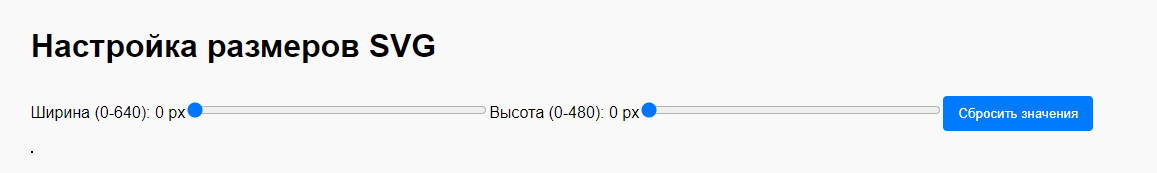 Настройка размеров SVG
Ширина (0-640): 0 px Высота (0-480): 0 px Сбросить значения